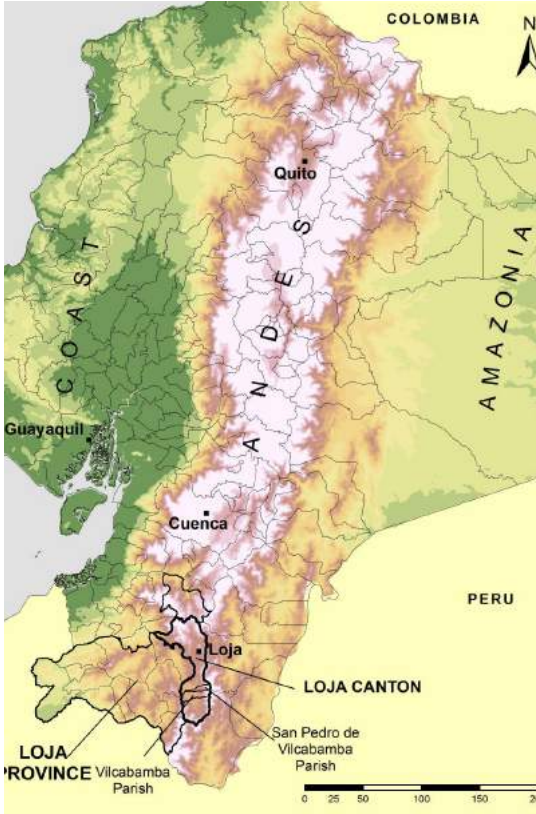 COLOMBIA
N
Quito
COAST
ANDES
AMAZONIA
Guayaquil
Cuenca
PERU
Loja
LOJA CANTON
LOJA
PROVINCE
San Pedro de
Vilcabamba
Parish
Vilcabamba
Parish
0 25 50 100 150 20